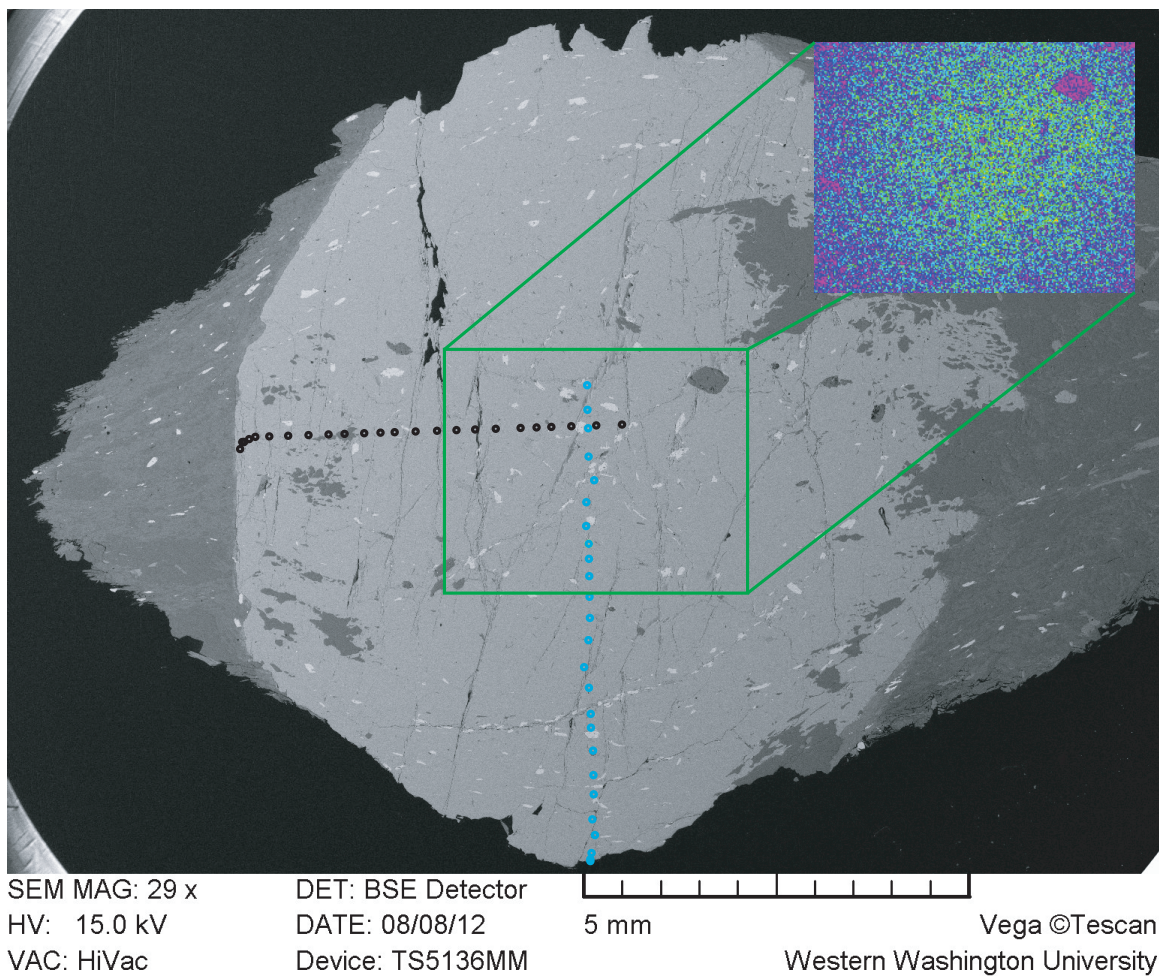 SEM MAG: 29 x DET: BSE Detector
HV: 15.0 kV DATE: 08/08/12 5 mm Vega ©Tescan
VAC: HiVac Device: TS5136MM Western Washington University